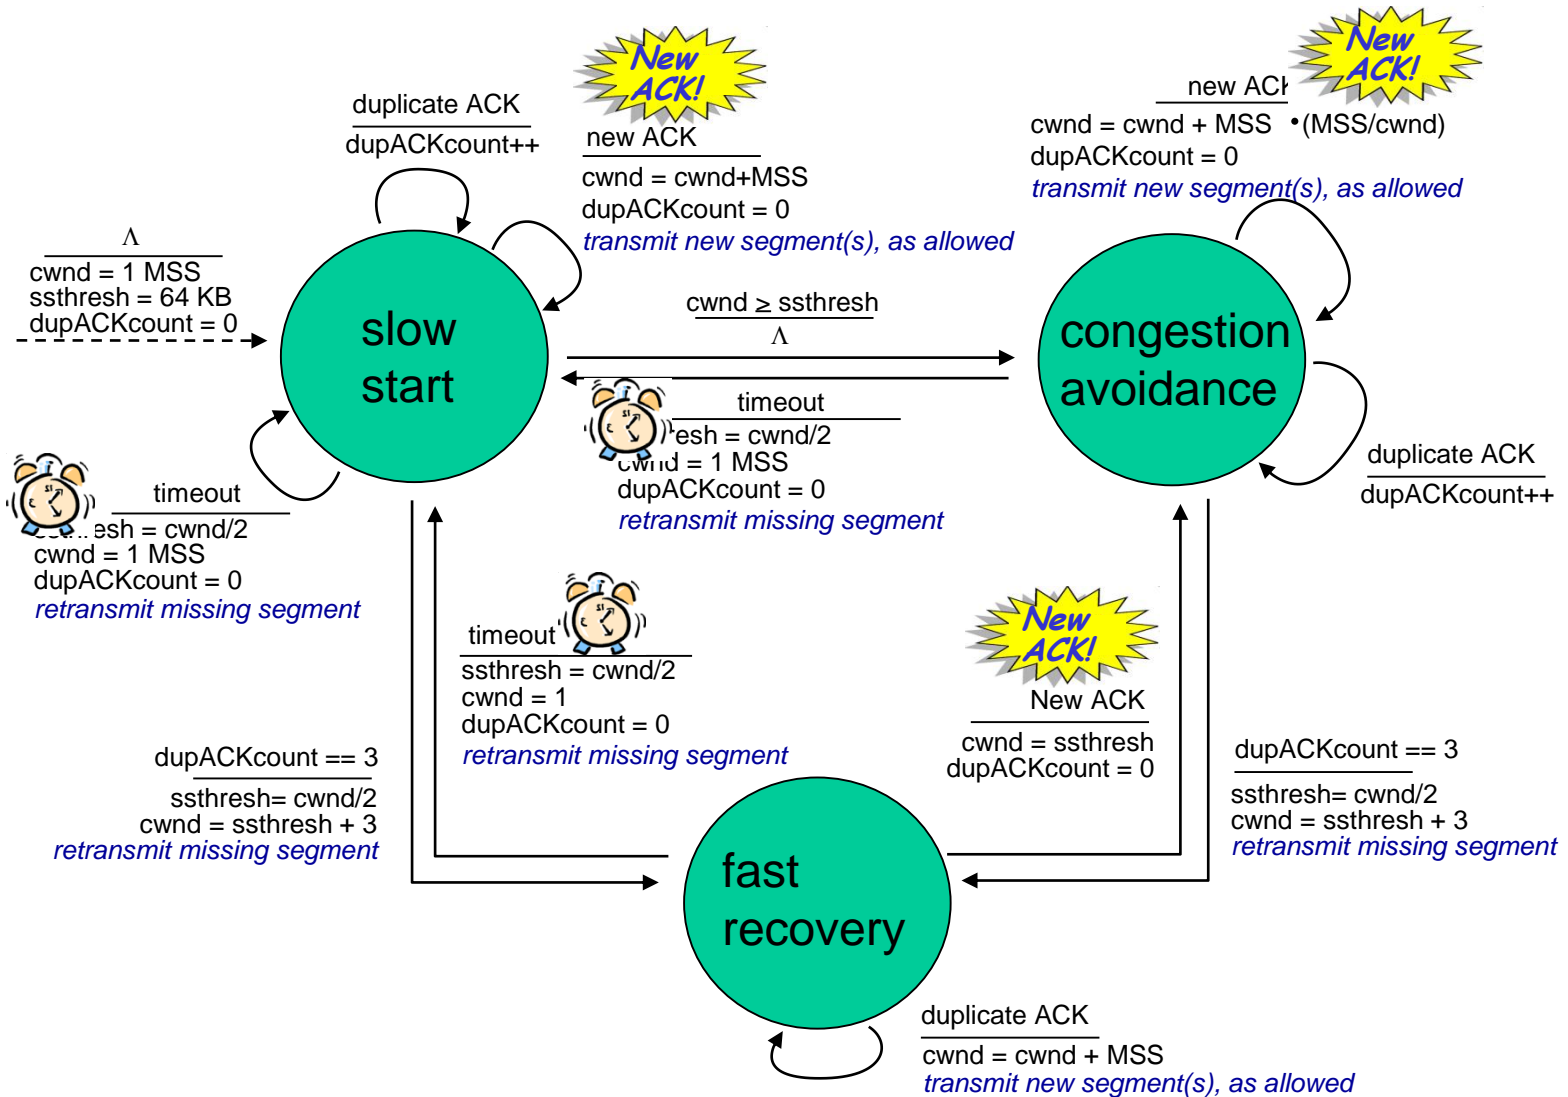 New
ACK!
duplicate ACK
dupACKcount++
new ACK
cwnd = cwnd+MSS
dupACKcount = 0
transmit new segment(s), as allowed
New
ACK!
new ACK
cwnd = cwnd + MSS •(MSS/cwnd)
dupACKcount = 0
transmit new segment(s), as allowed
Λ
cwnd = 1 MSS
ssthresh = 64 KB
dupACKcount = 0
slow
start
cwnd ≥ ssthresh
Λ
timeout
esh = cwnd/2
cwnd = 1 MSS
dupACKcount = 0
retransmit missing segment
congestion
avoidance
duplicate ACK
dupACKcount++
timeout
esh = cwnd/2
cwnd = 1 MSS
dupACKcount = 0
retransmit missing segment
timeout
ssthresh = cwnd/2
cwnd = 1
dupACKcount = 0
retransmit missing segment
New
ACK!
New ACK
cwnd = ssthresh
dupACKcount = 0
dupACKcount == 3
ssthresh= cwnd/2
cwnd = ssthresh + 3
retransmit missing segment
dupACKcount == 3
ssthresh= cwnd/2
cwnd = ssthresh + 3
retransmit missing segment
fast
recovery
duplicate ACK
cwnd = cwnd + MSS
transmit new segment(s), as allowed